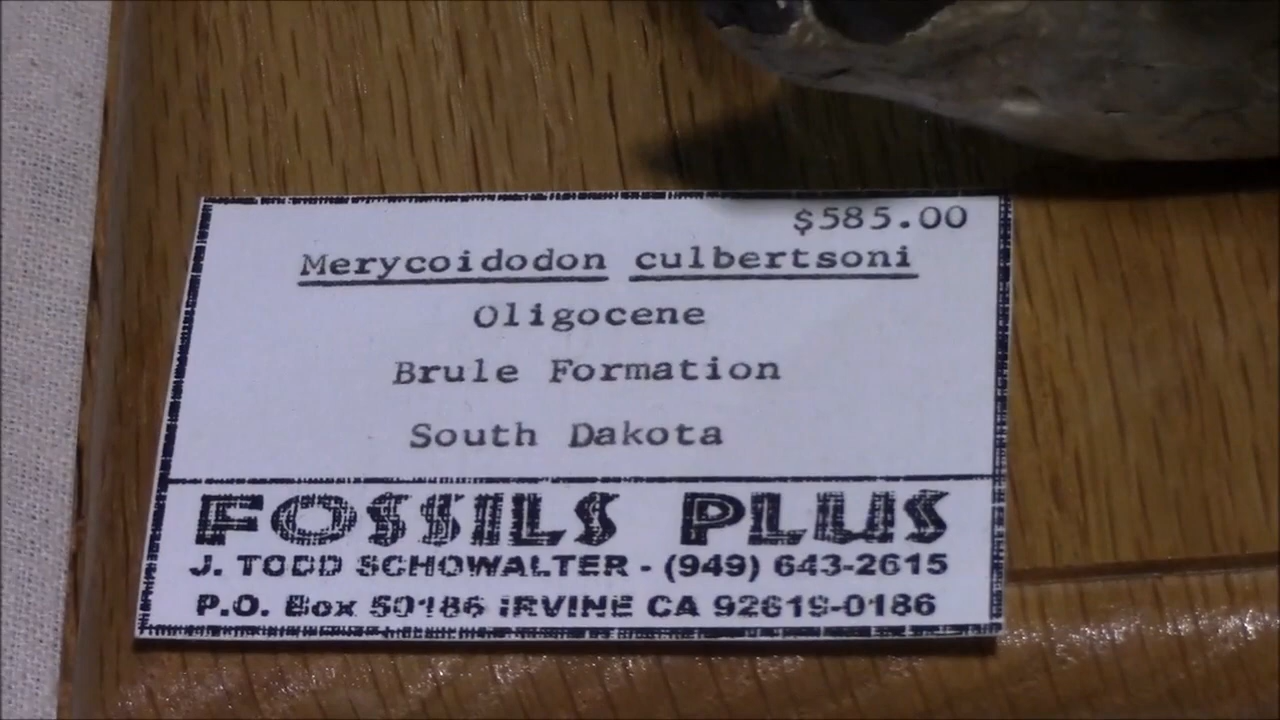 $585.00
Merycoidodon culbertsoni
Oligocene
Brule Formation
South Dakota
FOSSILS PLUS
J. TODD SCHOWALTER - (949) 643-2615
P.O. Box 50186 IRVINE CA 92619-0186